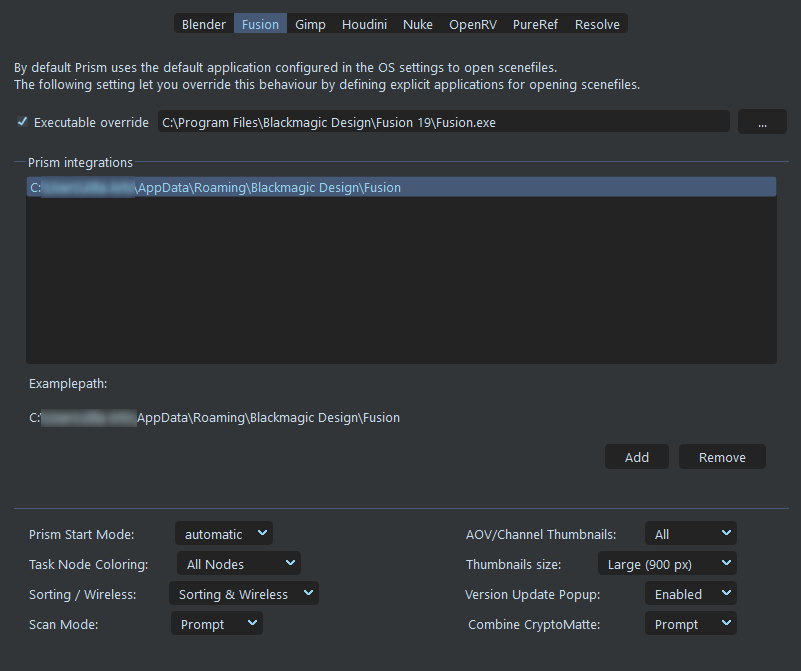 Blender Fusion Gimp Houdini Nuke OpenRV PureRef Resolve
By default Prism uses the default application configured in the OS settings to open scenefiles.
The following setting let you override this behaviour by defining explicit applications for opening scenefiles.
Executable override C:\Program Files\Blackmagic Design\Fusion 19\Fusion.exe ...
Prism integrations
C: \AppData\Roaming\Blackmagic Design\Fusion
Examplepath:
C: AppData\Roaming\Blackmagic Design\Fusion
Add Remove
Prism Start Mode: automatic AOV/Channel Thumbnails: All
Task Node Coloring: All Nodes Thumbnails size: Large (900 px)
Sorting / Wireless: Sorting & Wireless Version Update Popup: Enabled
Scan Mode: Prompt Combine CryptoMatte: Prompt